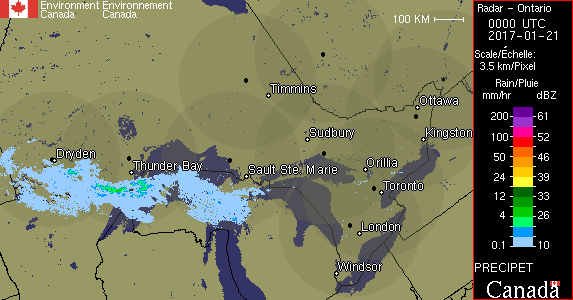 Environment Environnement
Canada Canada
100 KM
Timmins
Ottawa
Sudbury
Kingston
Dryden
Thunder Bay
Sault Ste. Marie
Orillia
Toronto
London
Windsor
Radar - Ontario
0000 UTC
2017-01-21
Scale/Échelle:
3.5 km/Pixel
Rain/Pluie
mm/hr dBZ
200 61
100 52
50 46
24 39
12 33
4 26
0.1 10
PRECIPET
Canada